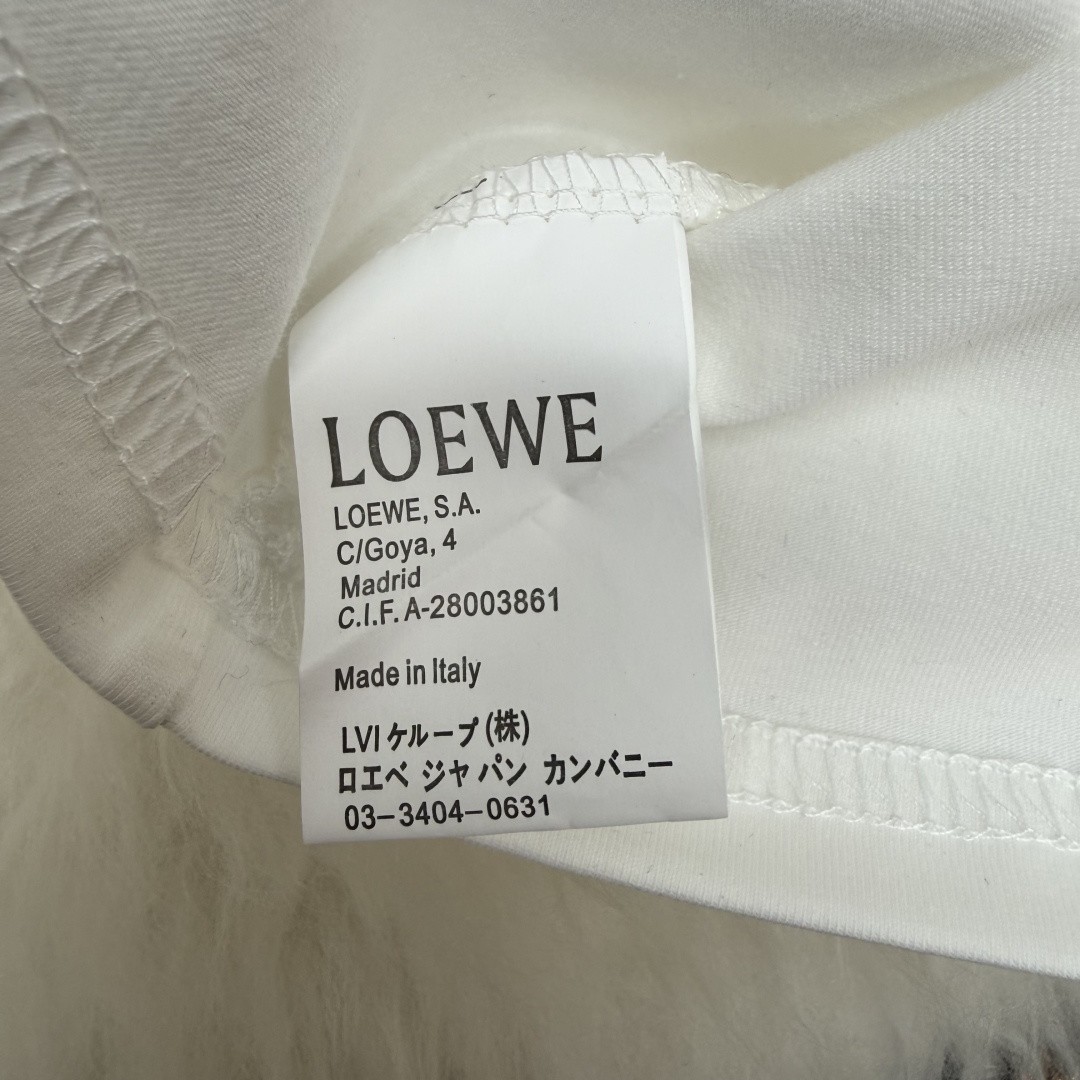 LOEWE
LOEWE, S.A.
C/Goya, 4
Madrid
C.I.F. A-28003861
Made in Italy
LVI ケループ (株)
ロエベ ジャ パン カンバニー
03-3404-0631